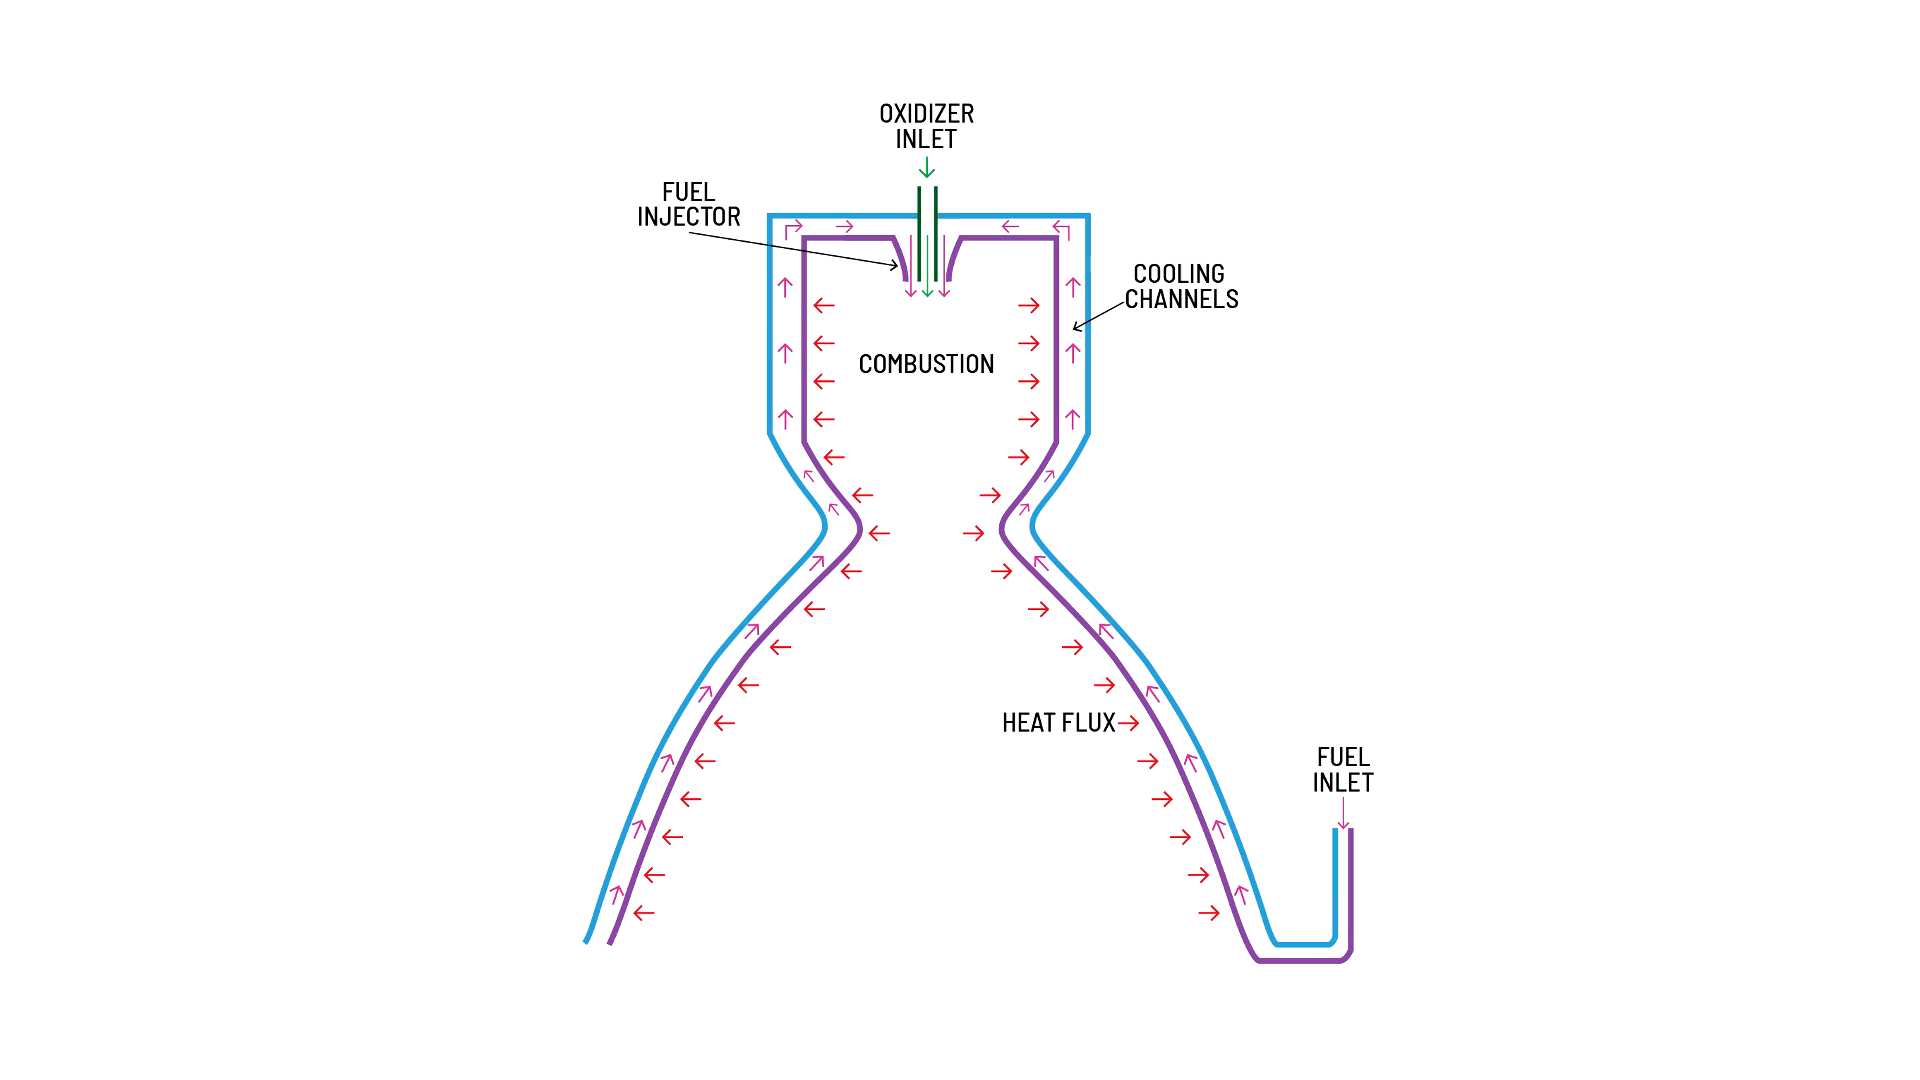 OXIDIZER
INLET
FUEL
INJECTOR
COOLING
CHANNELS
COMBUSTION
HEAT FLUX
FUEL
INLET